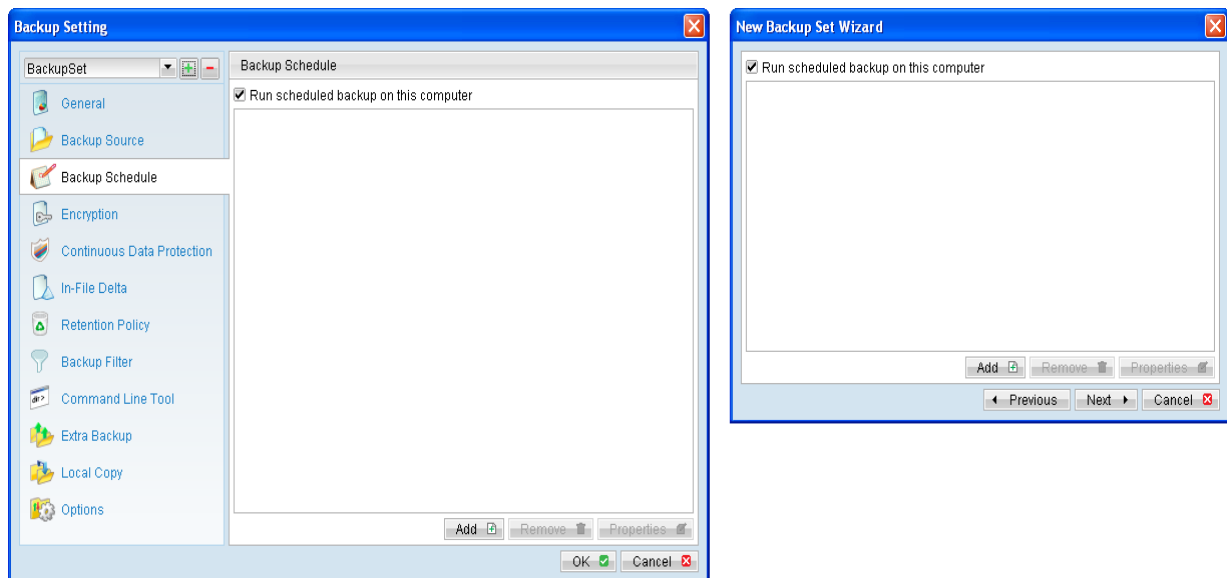 Backup Setting
BackupSet
General
Backup Source
Backup Schedule
Encryption
Continuous Data Protection
In-File Delta
Retention Policy
Backup Filter
Command Line Tool
Extra Backup
Local Copy
Options
Backup Schedule
Run scheduled backup on this computer
Add Remove Properties
OK Cancel
New Backup Set Wizard
Run scheduled backup on this computer
Add Remove Properties
Previous Next Cancel